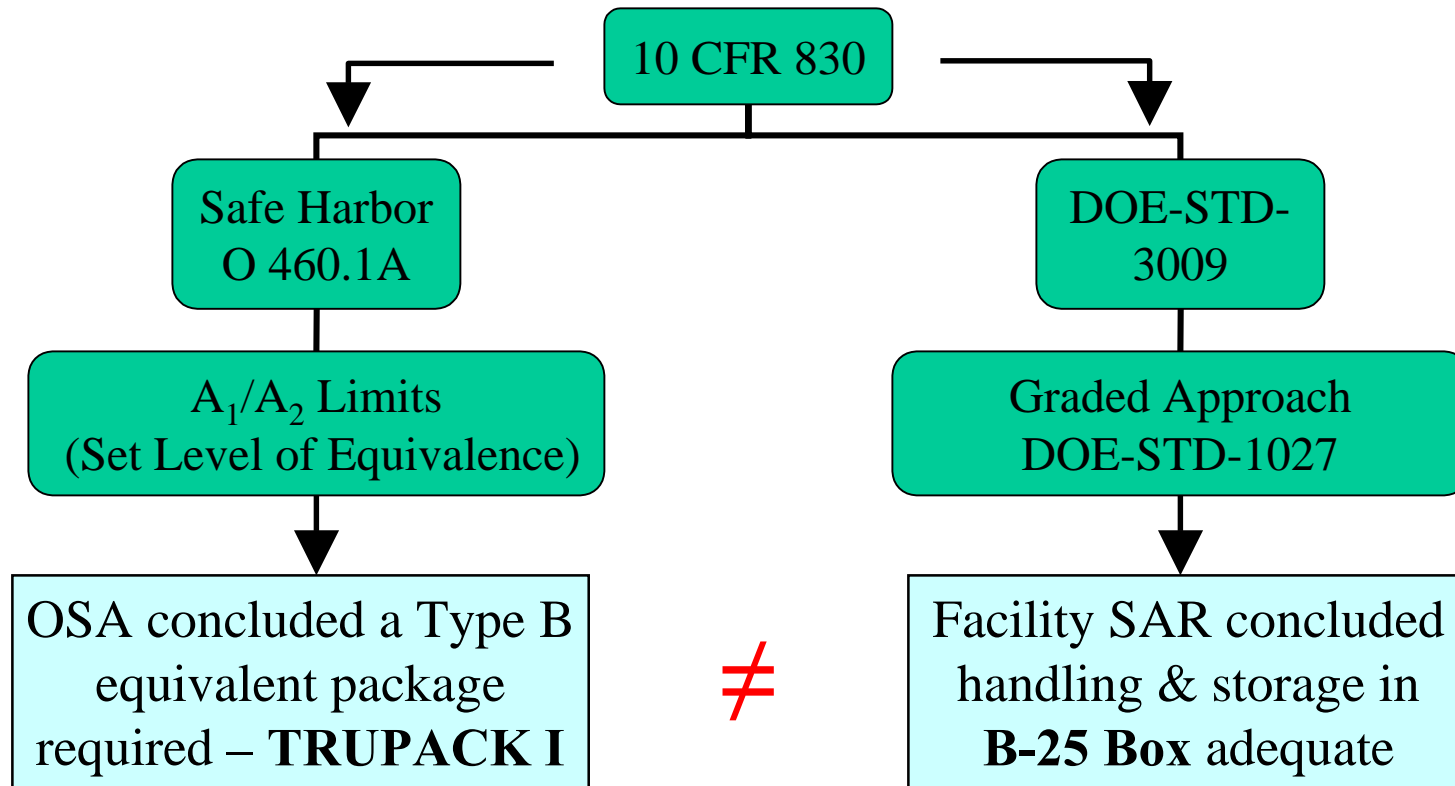 10 CFR 830
Safe Harbor
O 460.1A
DOE-STD-
3009
A₁/A₂ Limits
(Set Level of Equivalence)
Graded Approach
DOE-STD-1027
OSA concluded a Type B
equivalent package
required – TRUPACK I
≠
Facility SAR concluded
handling & storage in
B-25 Box adequate